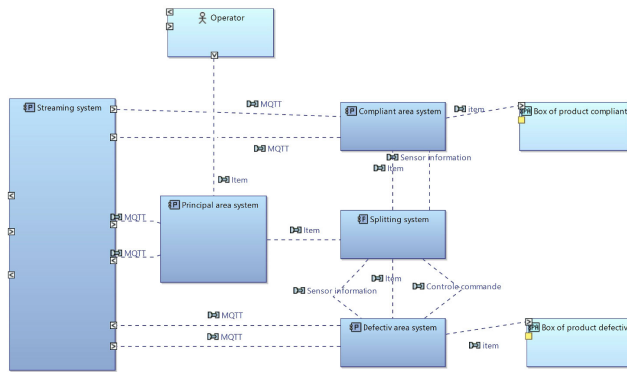 Operator
Streaming system
MQTT
Compliant area system
item
Box of product compliant
MQTT
Sensor information
Item
Item
Principal area system
MQTT
Splitting system
Item
MQTT
Item
Sensor information
Controle commande
MQTT
Defectiv area system
Box of product defectiv
MQTT
item